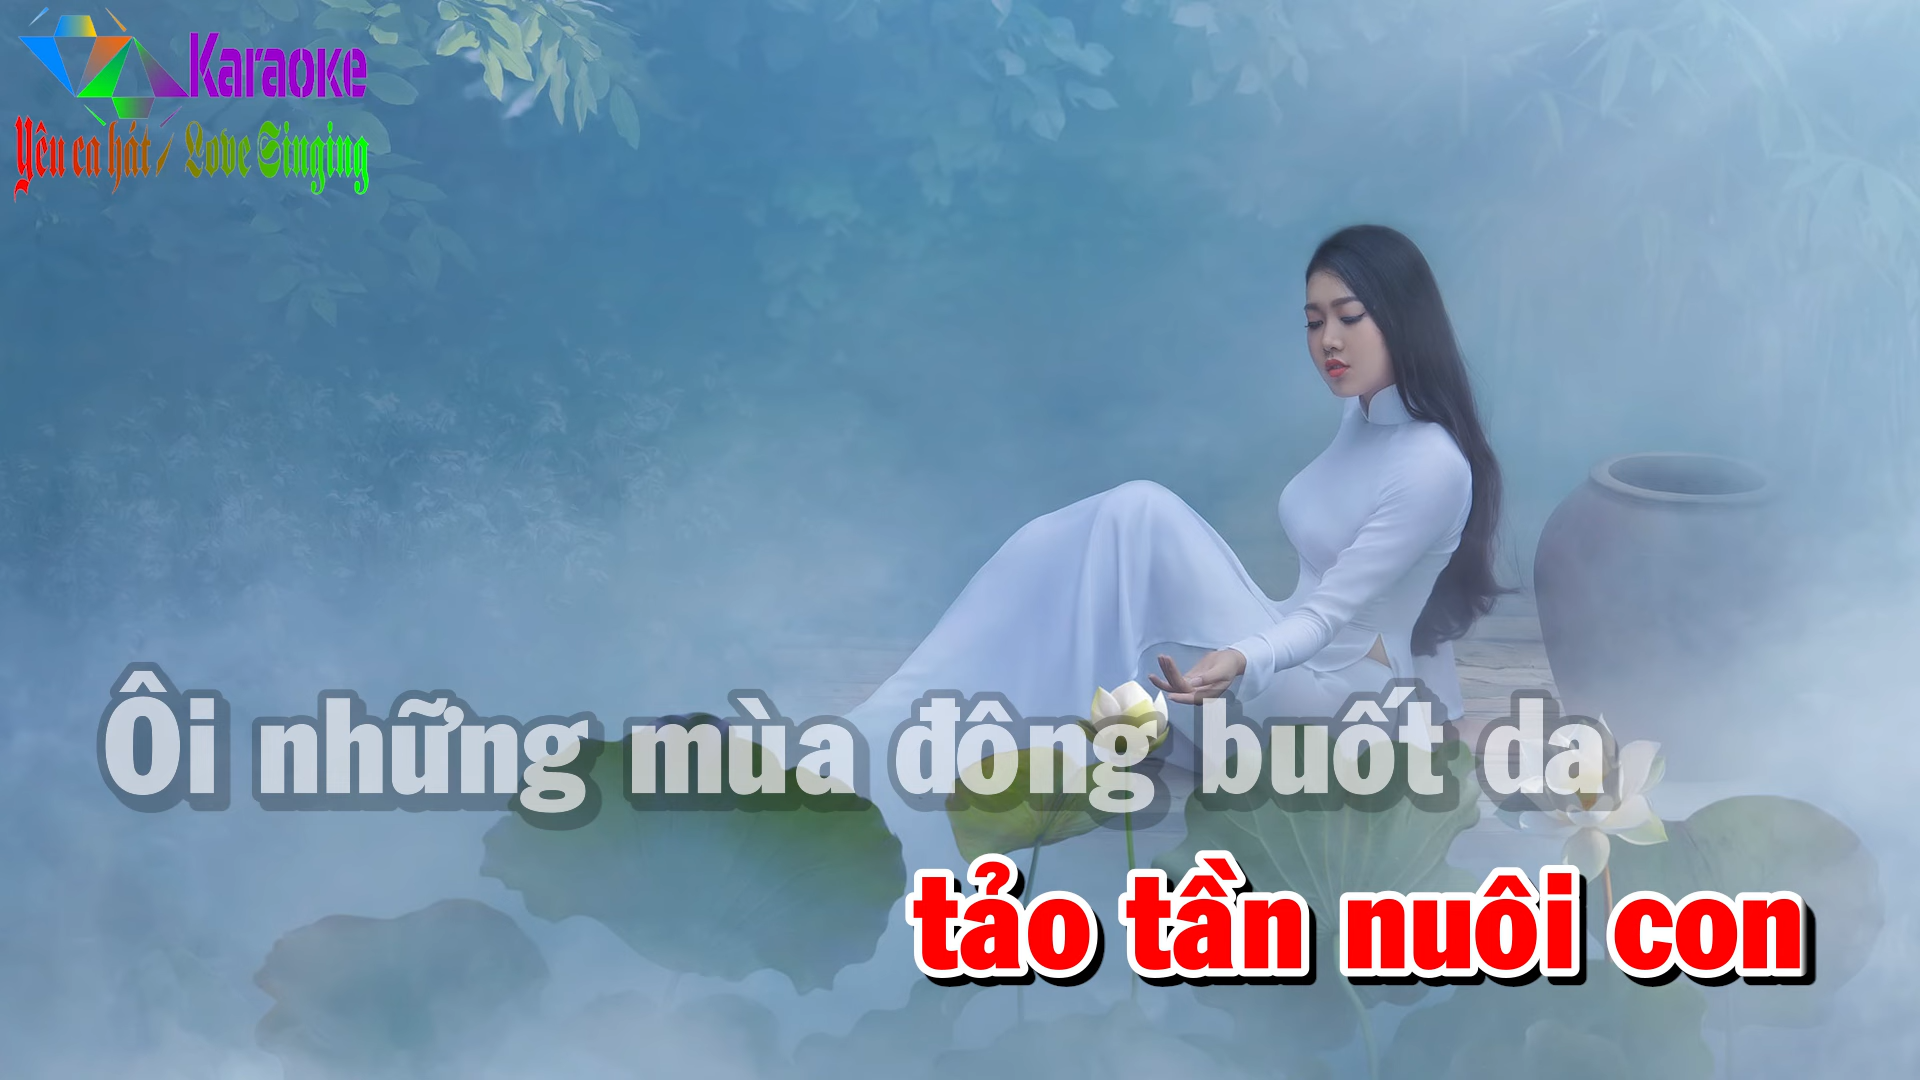 Karaoke
Yêu ca hát / Love Singing
Ôi những mùa đông buốt da
tảo tần nuôi con